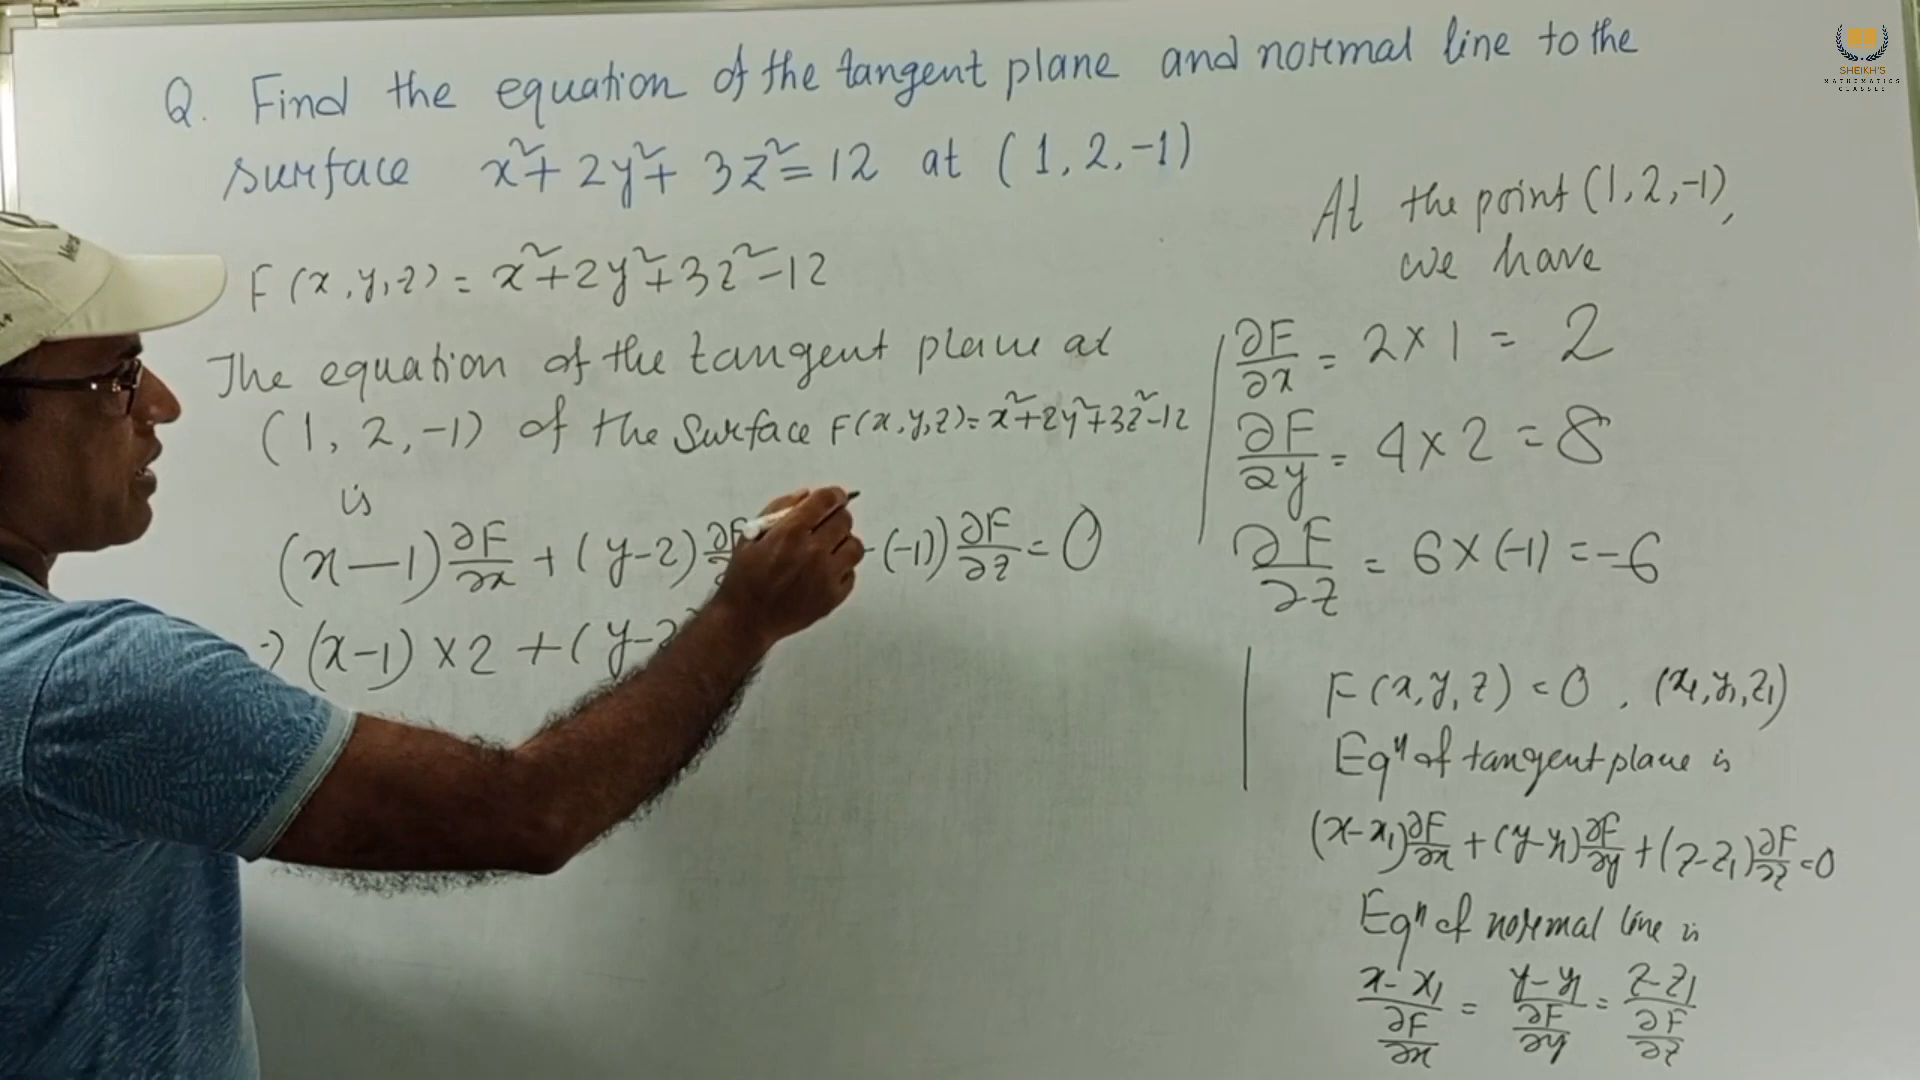 Q. Find the equation of the tangent plane and normal line to the
surface x²+2y²+3z²=12 at (1,2,-1)
F(x,y,z)=x²+2y²+3z²-12
The equation of the tangent plane at
(1,2,-1) of the surface F(x,y,z)=x²+2y²+3z²-12
is
(x-1)∂F/∂x+(y-2)∂F -(-1))∂F/∂z=0
⇒(x-1)×2+(y-2
At the point (1,2,-1),
we have
∂F/∂x=2×1=2
∂F/∂y=4×2=8
∂F/∂z=6×(-1)=-6
F(x,y,z)=0, (x₁,y₁,z₁)
Eqⁿ of tangent plane is
(x-x₁)∂F/∂x+(y-y₁)∂F/∂y+(z-z₁)∂F/∂z=0
Eqⁿ of normal line is
(x-x₁)/(∂F/∂x)=(y-y₁)/(∂F/∂y)=(z-z₁)/(∂F/∂z)
SHEIKH'S
MATHEMATICS
CLASSES